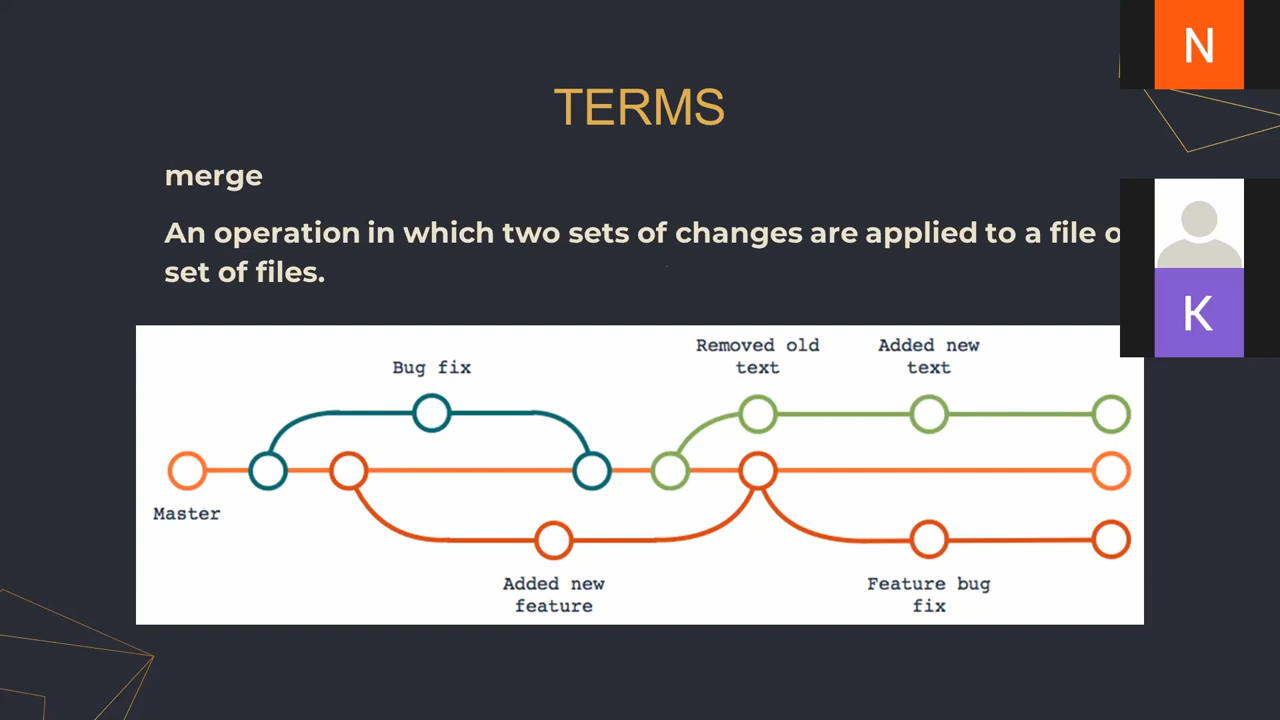 TERMS
merge
An operation in which two sets of changes are applied to a file
set of files.
Bug fix
Removed old
text
Added new
text
Master
Added new
feature
Feature bug
fix
N
K